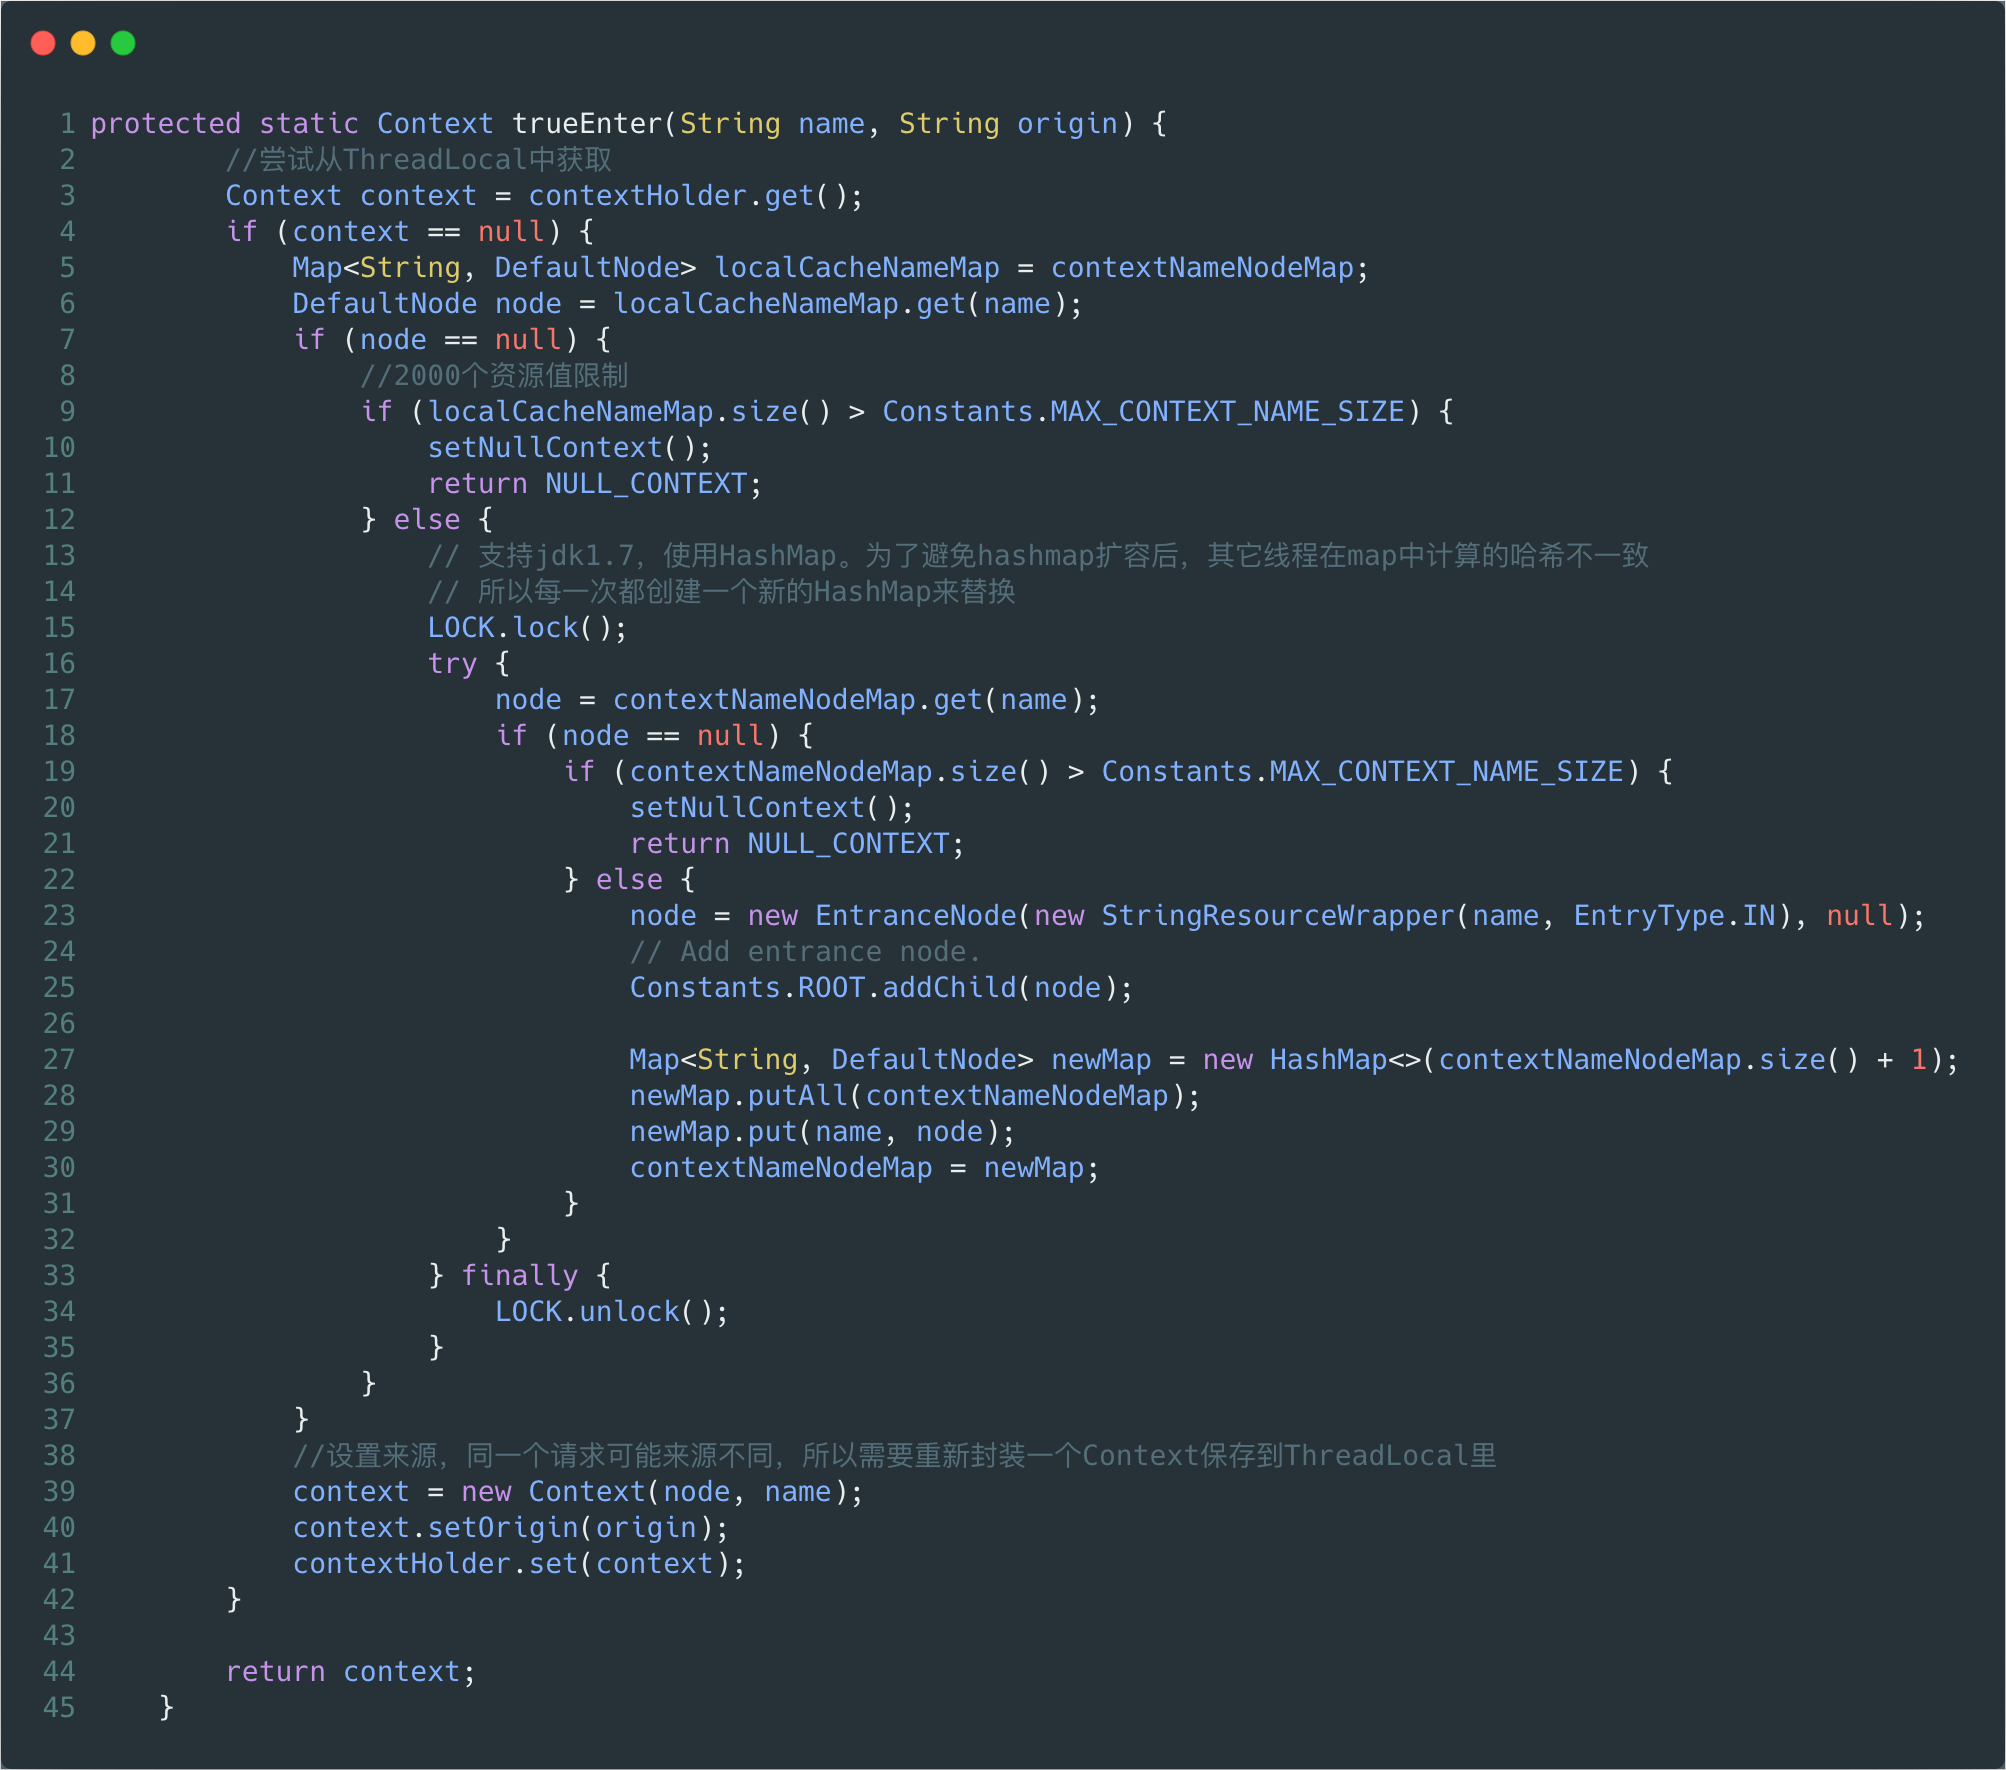 1 protected static Context trueEnter(String name, String origin) {
2         //尝试从ThreadLocal中获取
3         Context context = contextHolder.get();
4         if (context == null) {
5             Map<String, DefaultNode> localCacheNameMap = contextNameNodeMap;
6             DefaultNode node = localCacheNameMap.get(name);
7             if (node == null) {
8                 //2000个资源值限制
9                 if (localCacheNameMap.size() > Constants.MAX_CONTEXT_NAME_SIZE) {
10                     setNullContext();
11                     return NULL_CONTEXT;
12                 } else {
13                     // 支持jdk1.7，使用HashMap。为了避免hashmap扩容后，其它线程在map中计算的哈希不一致
14                     // 所以每一次都创建一个新的HashMap来替换
15                     LOCK.lock();
16                     try {
17                         node = contextNameNodeMap.get(name);
18                         if (node == null) {
19                             if (contextNameNodeMap.size() > Constants.MAX_CONTEXT_NAME_SIZE) {
20                                 setNullContext();
21                                 return NULL_CONTEXT;
22                             } else {
23                                 node = new EntranceNode(new StringResourceWrapper(name, EntryType.IN), null);
24                                 // Add entrance node.
25                                 Constants.ROOT.addChild(node);
26
27                                 Map<String, DefaultNode> newMap = new HashMap<>(contextNameNodeMap.size() + 1);
28                                 newMap.putAll(contextNameNodeMap);
29                                 newMap.put(name, node);
30                                 contextNameNodeMap = newMap;
31                             }
32                         }
33                     } finally {
34                         LOCK.unlock();
35                     }
36                 }
37             }
38             //设置来源，同一个请求可能来源不同，所以需要重新封装一个Context保存到ThreadLocal里
39             context = new Context(node, name);
40             context.setOrigin(origin);
41             contextHolder.set(context);
42         }
43
44         return context;
45     }